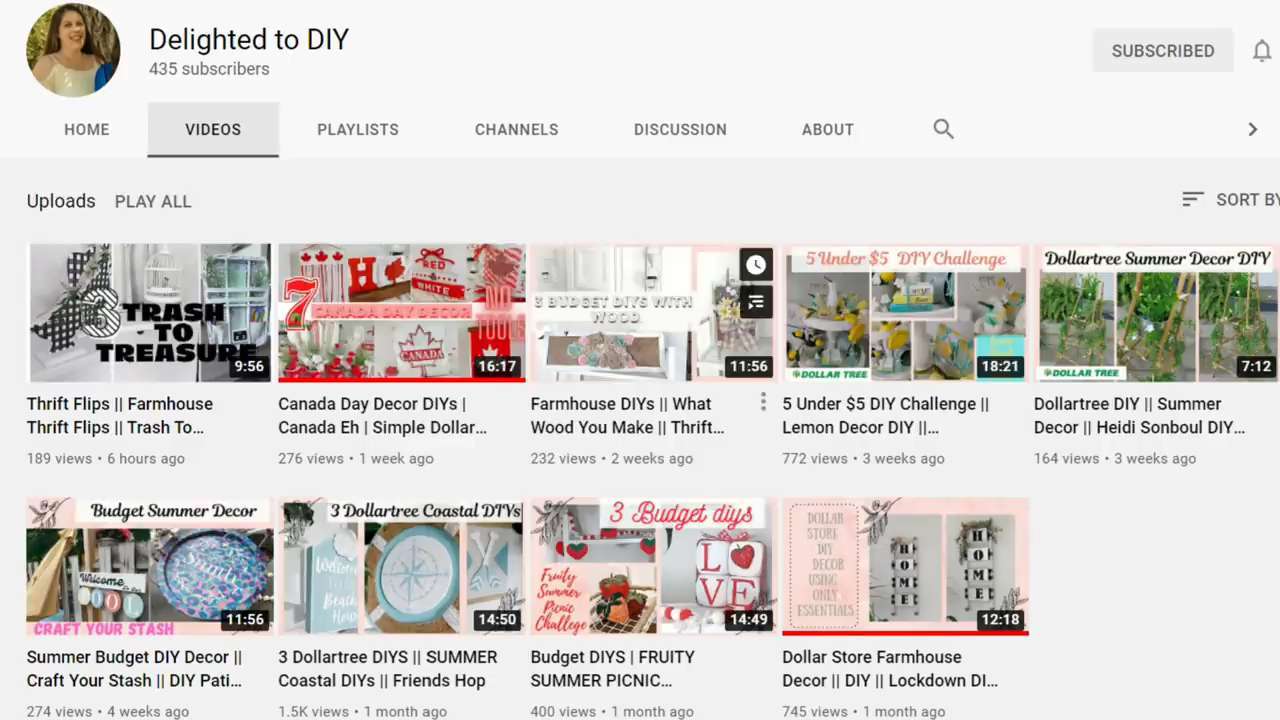 Delighted to DIY
435 subscribers
SUBSCRIBED
HOME VIDEOS PLAYLISTS CHANNELS DISCUSSION ABOUT
Uploads PLAY ALL
SORT BY
3 TRASH
TO
TREASURE
9:56
RED
WHITE
7 CANADA DAY DECOR
CANADA
16:17
3 BUDGET DIYS WITH
WOOD
11:56
5 Under $5 DIY Challenge
DOLLAR TREE
18:21
Dollartree Summer Decor DIY
DOLLAR TREE
7:12
Thrift Flips || Farmhouse
Thrift Flips || Trash To...
189 views • 6 hours ago
Canada Day Decor DIYs |
Canada Eh | Simple Dollar...
276 views • 1 week ago
Farmhouse DIYs || What
Wood You Make || Thrift...
232 views • 2 weeks ago
5 Under $5 DIY Challenge ||
Lemon Decor DIY ||...
772 views • 3 weeks ago
Dollartree DIY || Summer
Decor || Heidi Sonboul DIY...
164 views • 3 weeks ago
Budget Summer Decor
Welcome
POOL
CRAFT YOUR STASH
11:56
3 Dollartree Coastal DIYs
Welcome
Beach
14:50
3 Budget diys
Fruity
Summer
Picnic
Challege
LOVE
14:49
DOLLAR
STORE
DIY
DECOR
USING
ONLY
ESSENTIALS
HOME
HOME
12:18
Summer Budget DIY Decor ||
Craft Your Stash || DIY Pati...
274 views • 4 weeks ago
3 Dollartree DIYS || SUMMER
Coastal DIYs || Friends Hop
1.5K views • 1 month ago
Budget DIYS | FRUITY
SUMMER PICNIC...
400 views • 1 month ago
Dollar Store Farmhouse
Decor || DIY || Lockdown DI...
745 views • 1 month ago